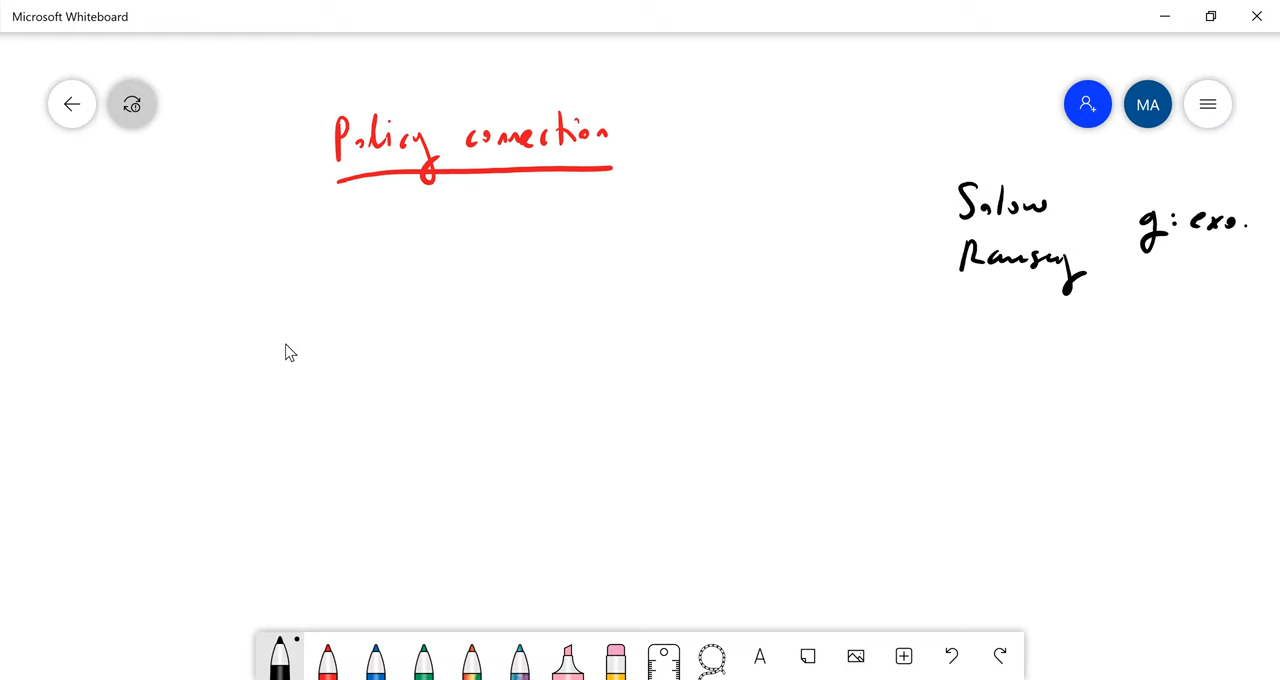 Microsoft Whiteboard
MA
Policy connection
Solow
Ramsey
g: exo.
A